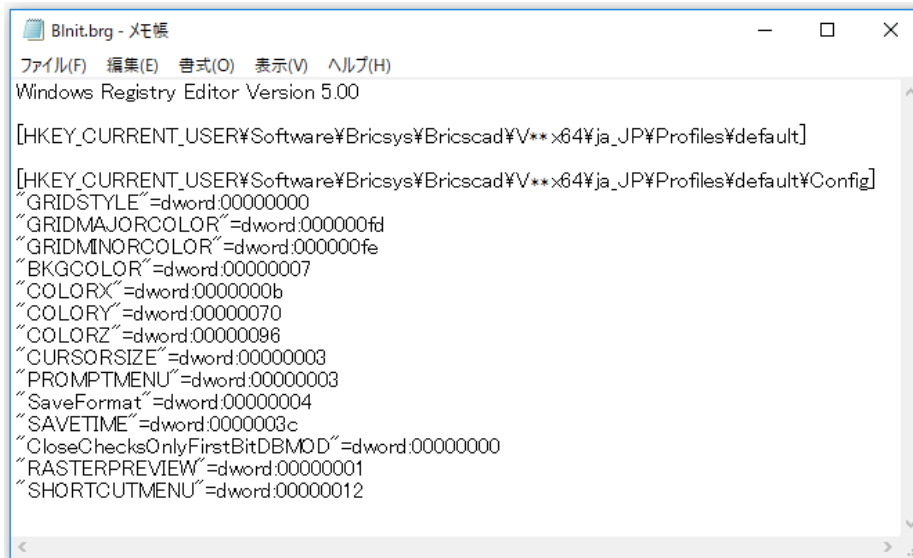 BInit.brg - メモ帳
ファイル(F) 編集(E) 書式(O) 表示(V) ヘルプ(H)
Windows Registry Editor Version 5.00
[HKEY_CURRENT_USER¥Software¥Bricsys¥Bricscad¥V**x64¥ja_JP¥Profiles¥default]
[HKEY_CURRENT_USER¥Software¥Bricsys¥Bricscad¥V**x64¥ja_JP¥Profiles¥default¥Config]
"GRIDSTYLE"=dword:00000000
"GRIDMAJORCOLOR"=dword:000000fd
"GRIDMINORCOLOR"=dword:000000fe
"BKGCOLOR"=dword:00000007
"COLORX"=dword:0000000b
"COLORY"=dword:00000070
"COLORZ"=dword:00000096
"CURSORSIZE"=dword:00000003
"PROMPTMENU"=dword:00000003
"SaveFormat"=dword:00000004
"SAVETIME"=dword:0000003c
"CloseChecksOnlyFirstBitDBMOD"=dword:00000000
"RASTERPREVIEW"=dword:00000001
"SHORTCUTMENU"=dword:00000012